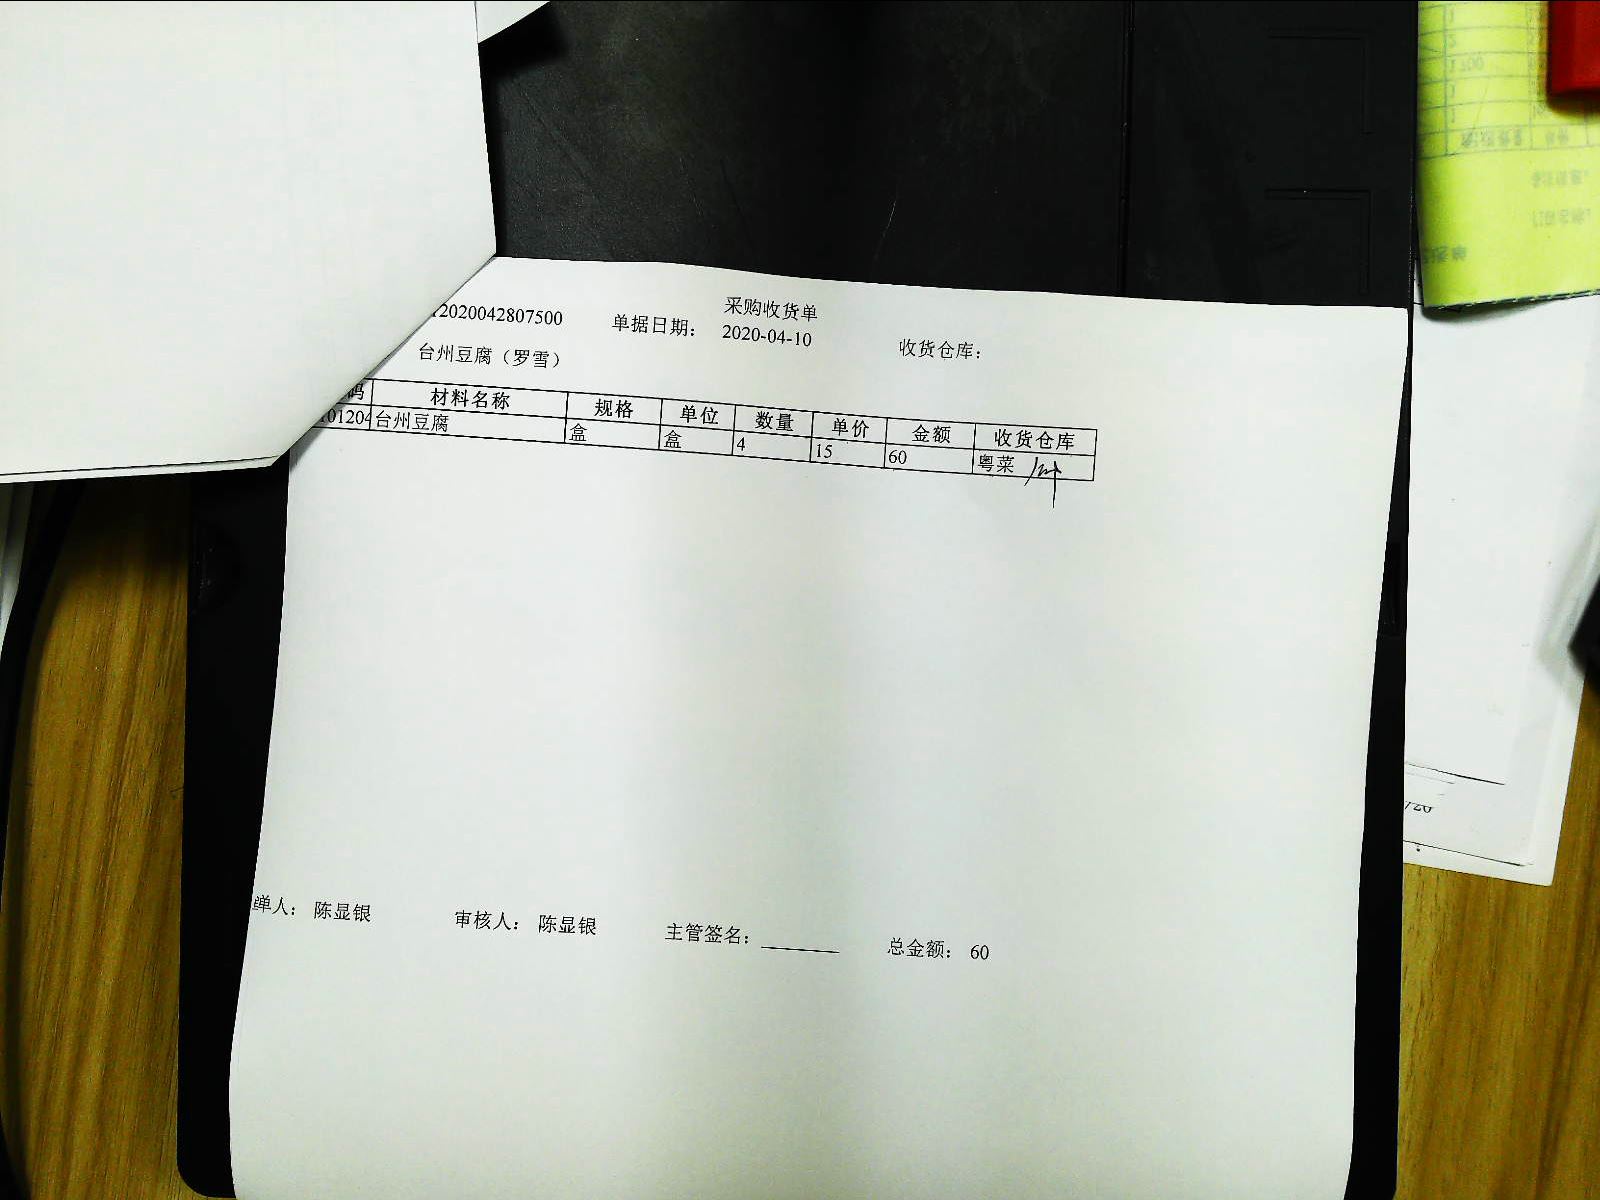 采购收货单
2020042807500 单据日期： 2020-04-10 收货仓库：
台州豆腐（罗雪）
码 材料名称 规格 单位 数量 单价 金额 收货仓库
01204 台州豆腐 盒 盒 4 15 60 粤菜
单人： 陈显银 审核人： 陈显银 主管签名： 总金额： 60